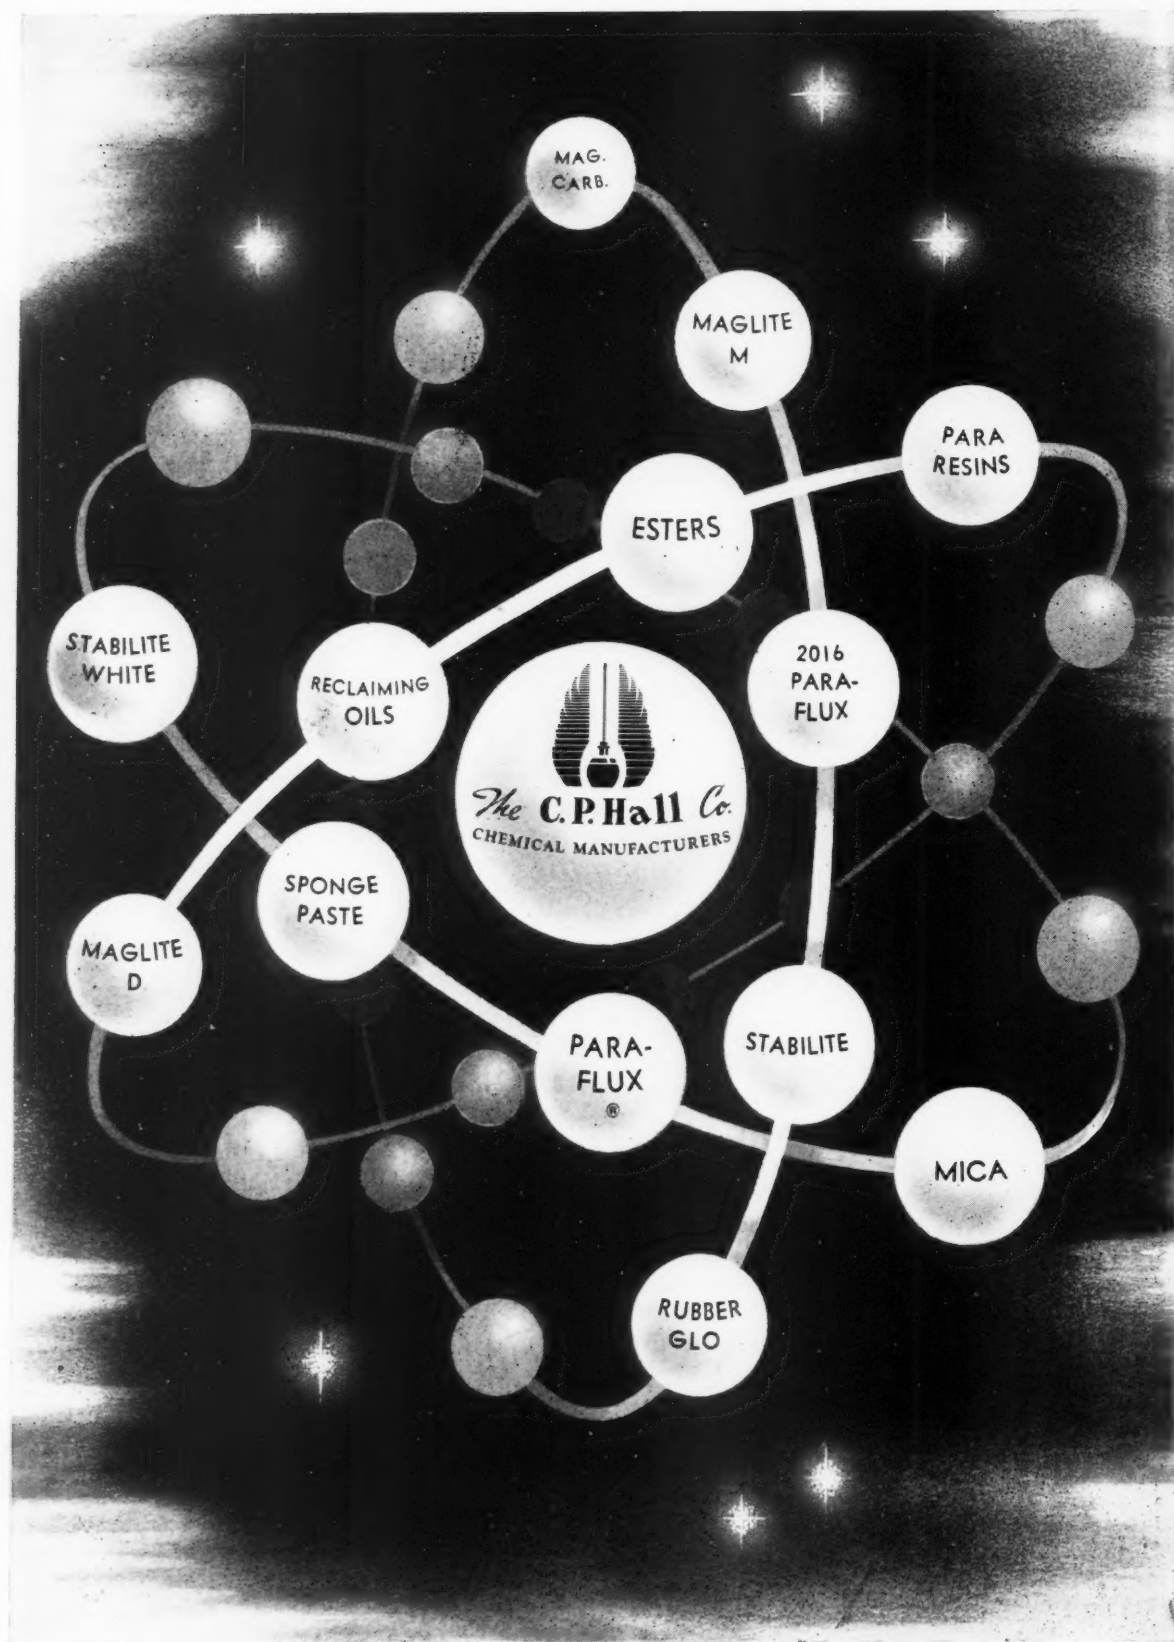 MAG.
CARB.
MAGLITE
M
PARA
RESINS
ESTERS
STABILITE
WHITE
RECLAIMING
OILS
2016
PARA-
FLUX
The C.P. Hall Co.
CHEMICAL MANUFACTURERS
SPONGE
PASTE
MAGLITE
D
PARA-
FLUX
®
STABILITE
MICA
RUBBER
GLO